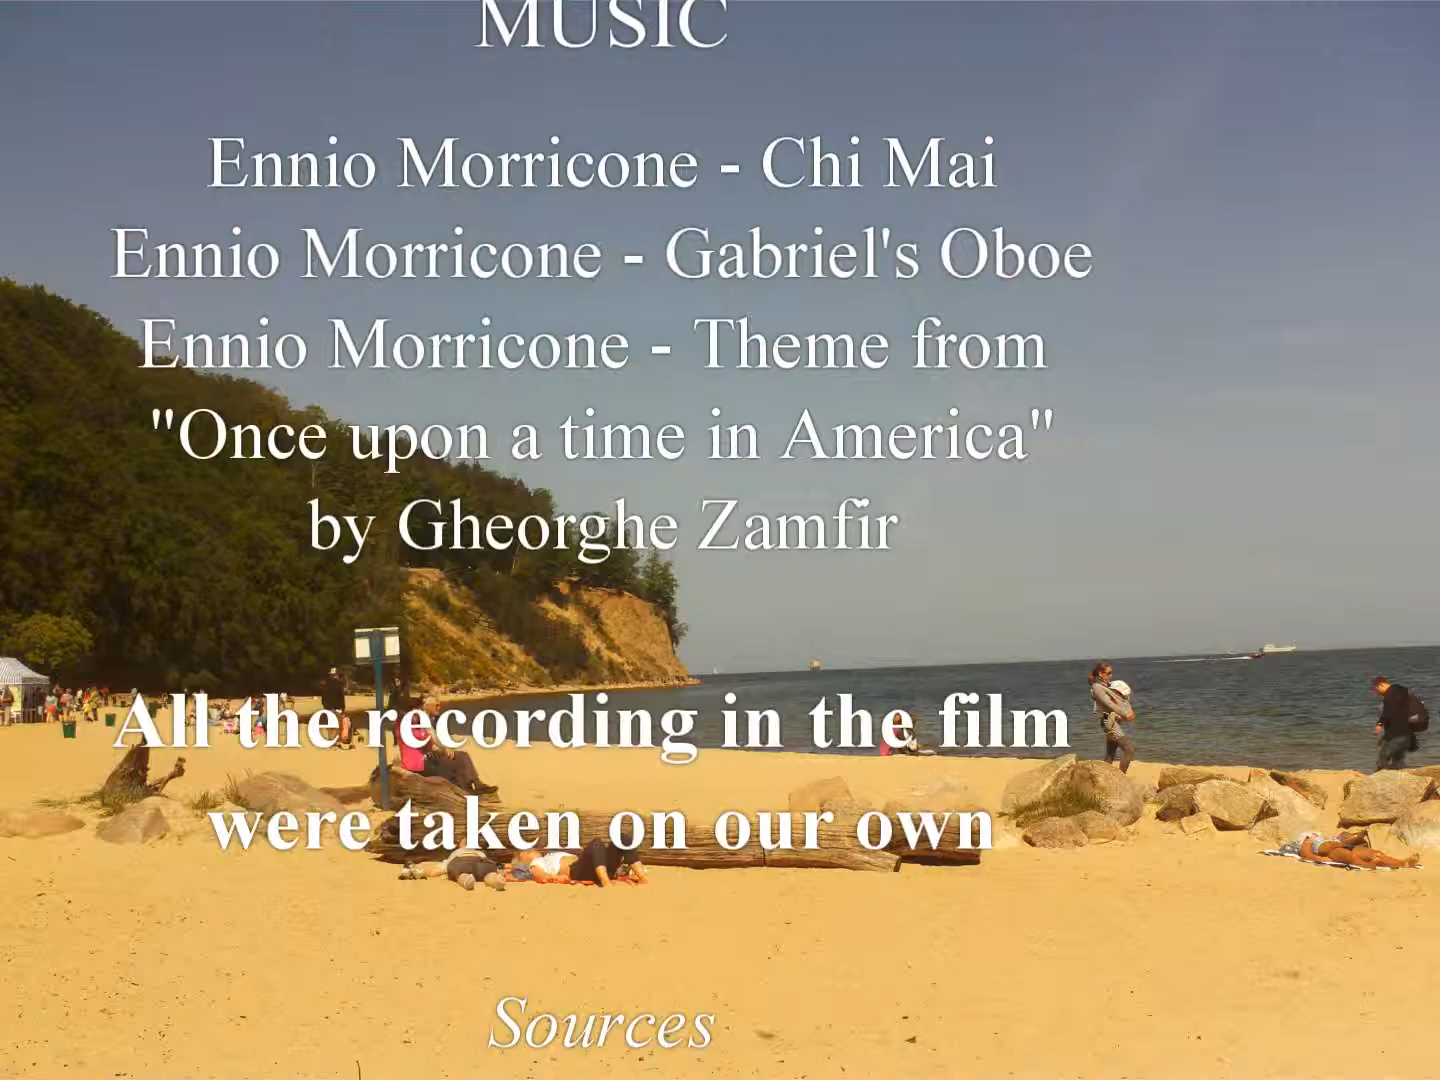 MUSIC
Ennio Morricone - Chi Mai
Ennio Morricone - Gabriel's Oboe
Ennio Morricone - Theme from
"Once upon a time in America"
by Gheorghe Zamfir
All the recording in the film
were taken on our own
Sources